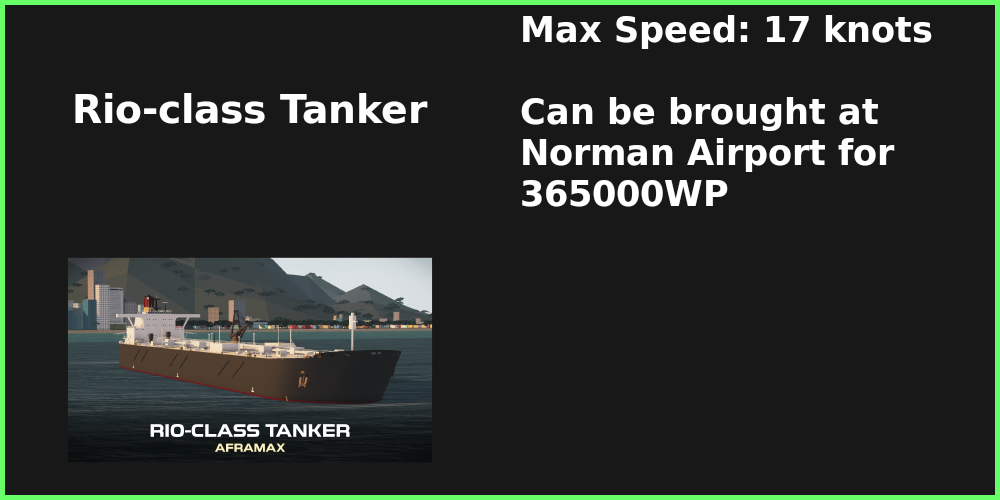 Rio-class Tanker
RIO-CLASS TANKER
AFRAMAX
Max Speed: 17 knots
Can be brought at
Norman Airport for
365000WP